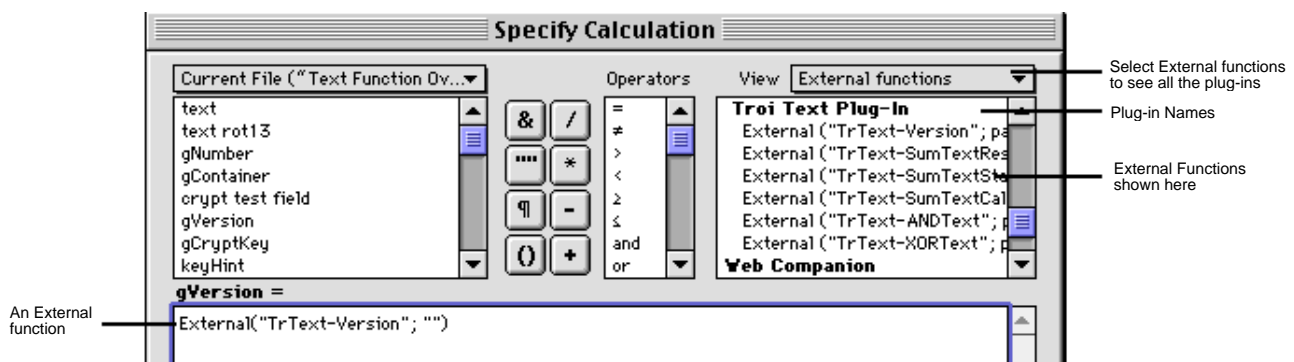 Specify Calculation
Current File ("Text Function Ov...
Operators
View External functions
Select External functions
to see all the plug-ins
text
text rot13
gNumber
gContainer
crypt test field
gVersion
gCryptKey
keyHint
& /
"" *
¶ -
() +
=
≠
>
<
≥
≤
and
or
Troi Text Plug-In
External ("TrText-Version"; pa
External ("TrText-SumTextRes
External ("TrText-SumTextSta
External ("TrText-SumTextCal
External ("TrText-ANDText"; p
External ("TrText-XORText"; p
Web Companion
Plug-in Names
External Functions
shown here
gVersion =
An External
function
External("TrText-Version"; "")